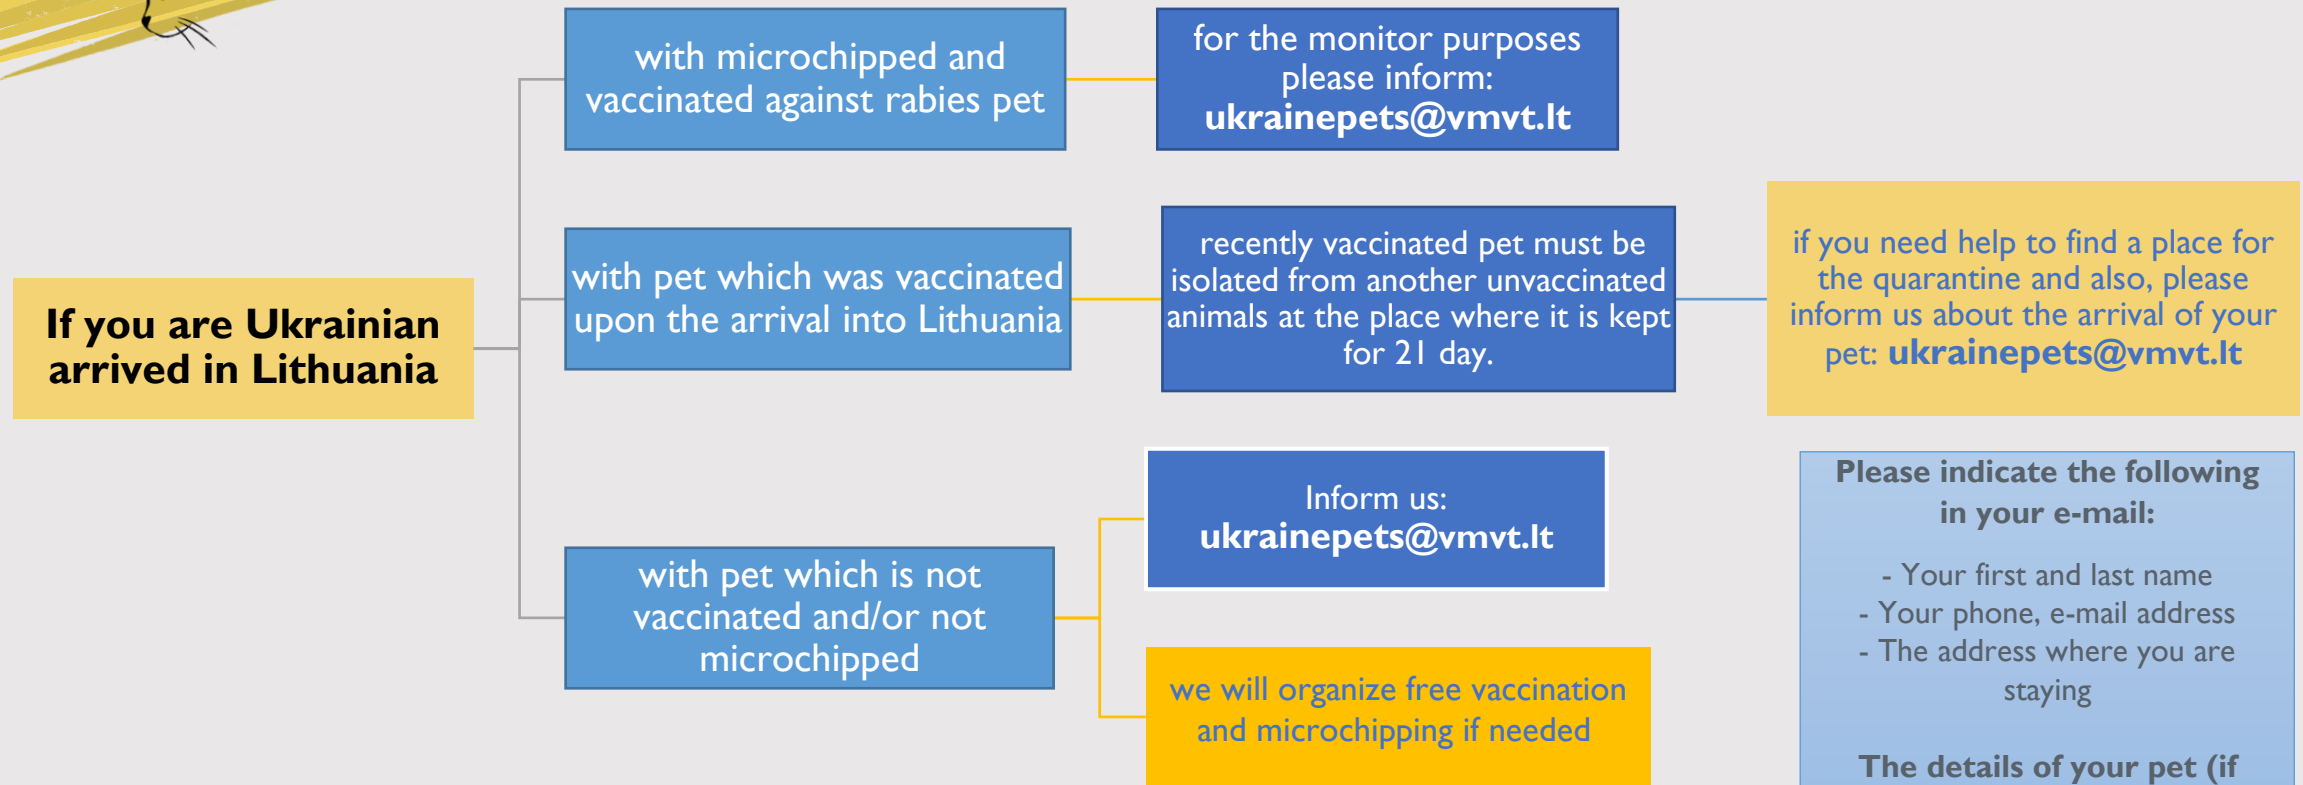 with microchipped and
vaccinated against rabies pet
for the monitor purposes
please inform:
ukrainepets@vmvt.lt
If you are Ukrainian
arrived in Lithuania
with pet which was vaccinated
upon the arrival into Lithuania
recently vaccinated pet must be
isolated from another unvaccinated
animals at the place where it is kept
for 21 day.
if you need help to find a place for
the quarantine and also, please
inform us about the arrival of your
pet: ukrainepets@vmvt.lt
with pet which is not
vaccinated and/or not
microchipped
Inform us:
ukrainepets@vmvt.lt
we will organize free vaccination
and microchipping if needed
Please indicate the following
in your e-mail:
- Your first and last name
- Your phone, e-mail address
- The address where you are
staying
The details of your pet (if